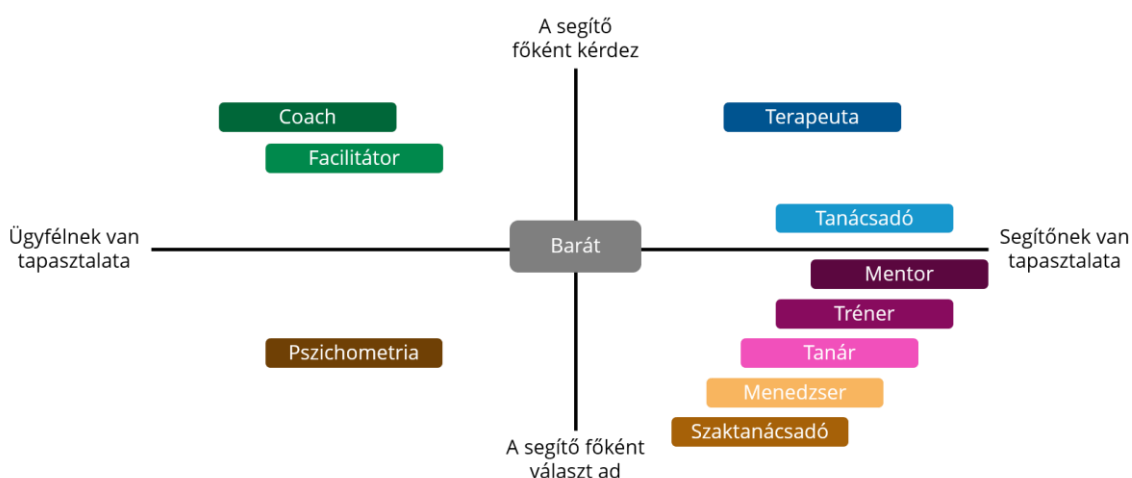 A segítő
főként kérdez
Coach
Terapeuta
Facilitátor
Tanácsadó
Ügyfélnek van
tapasztalata
Barát
Segítőnek van
tapasztalata
Mentor
Tréner
Pszichometria
Tanár
Menedzser
Szaktanácsadó
A segítő főként
választ ad